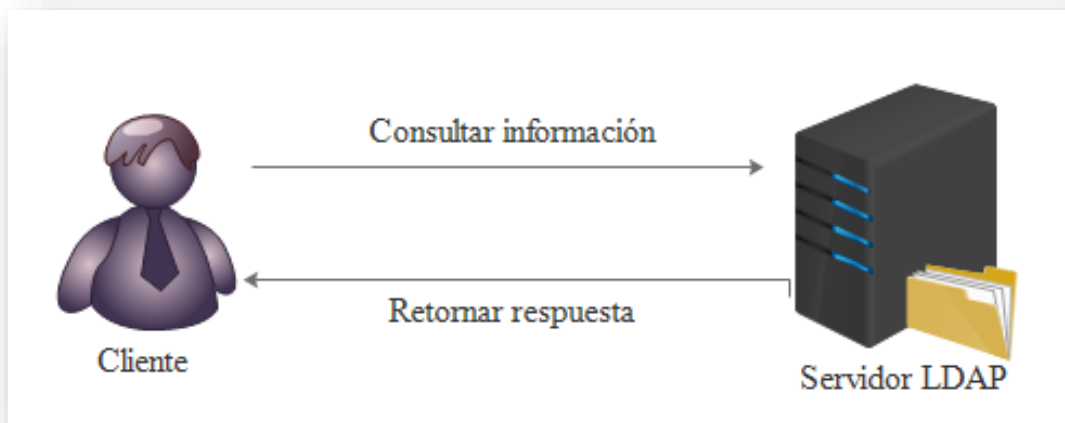 Consultar información
Retornar respuesta
Cliente
Servidor LDAP